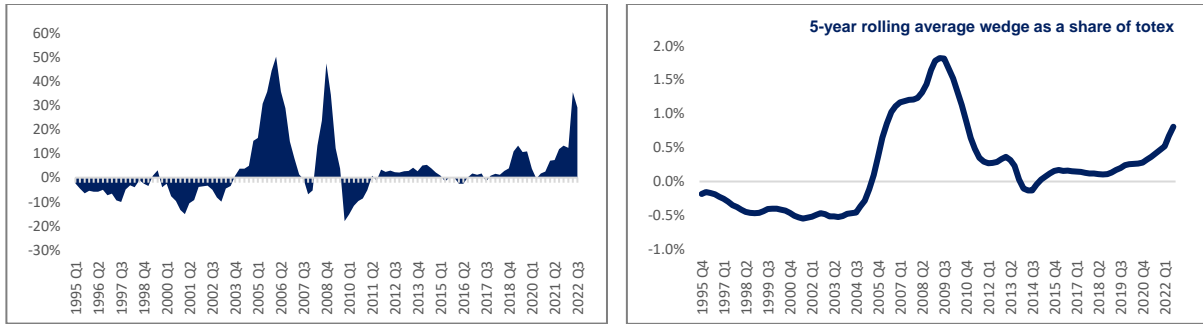 60%
50%
40%
30%
20%
10%
0%
-10%
-20%
-30%
1995 Q1
1996 Q2
1997 Q3
1998 Q4
2000 Q1
2001 Q2
2002 Q3
2003 Q4
2005 Q1
2006 Q2
2007 Q3
2008 Q4
2010 Q1
2011 Q2
2012 Q3
2013 Q4
2015 Q1
2016 Q2
2017 Q3
2018 Q4
2020 Q1
2021 Q2
2022 Q3
5-year rolling average wedge as a share of totex
2.0%
1.5%
1.0%
0.5%
0.0%
-0.5%
-1.0%
1995 Q4
1997 Q1
1998 Q2
1999 Q3
2000 Q4
2002 Q1
2003 Q2
2004 Q3
2005 Q4
2007 Q1
2008 Q2
2009 Q3
2010 Q4
2012 Q1
2013 Q2
2014 Q3
2015 Q4
2017 Q1
2018 Q2
2019 Q3
2020 Q4
2022 Q1